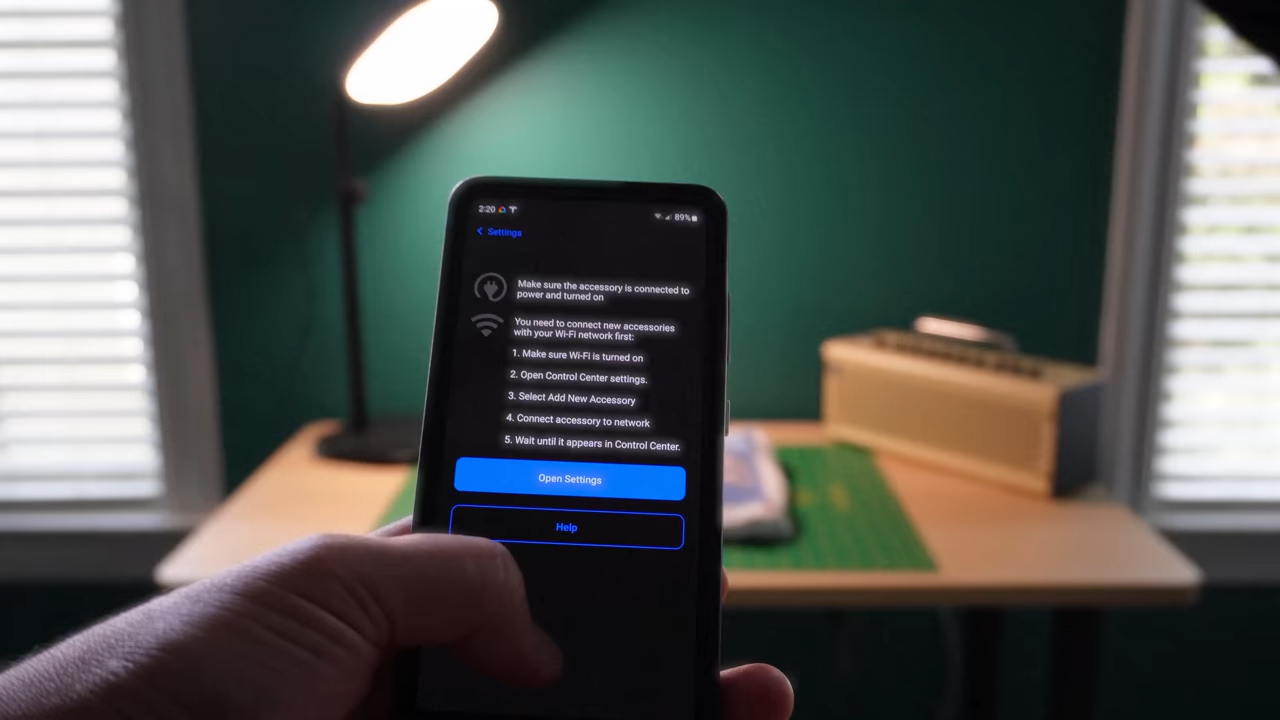 2:20
89%
Settings
Make sure the accessory is connected to
power and turned on
You need to connect new accessories
with your Wi-Fi network first:
1. Make sure Wi-Fi is turned on
2. Open Control Center settings.
3. Select Add New Accessory
4. Connect accessory to network
5. Wait until it appears in Control Center.
Open Settings
Help